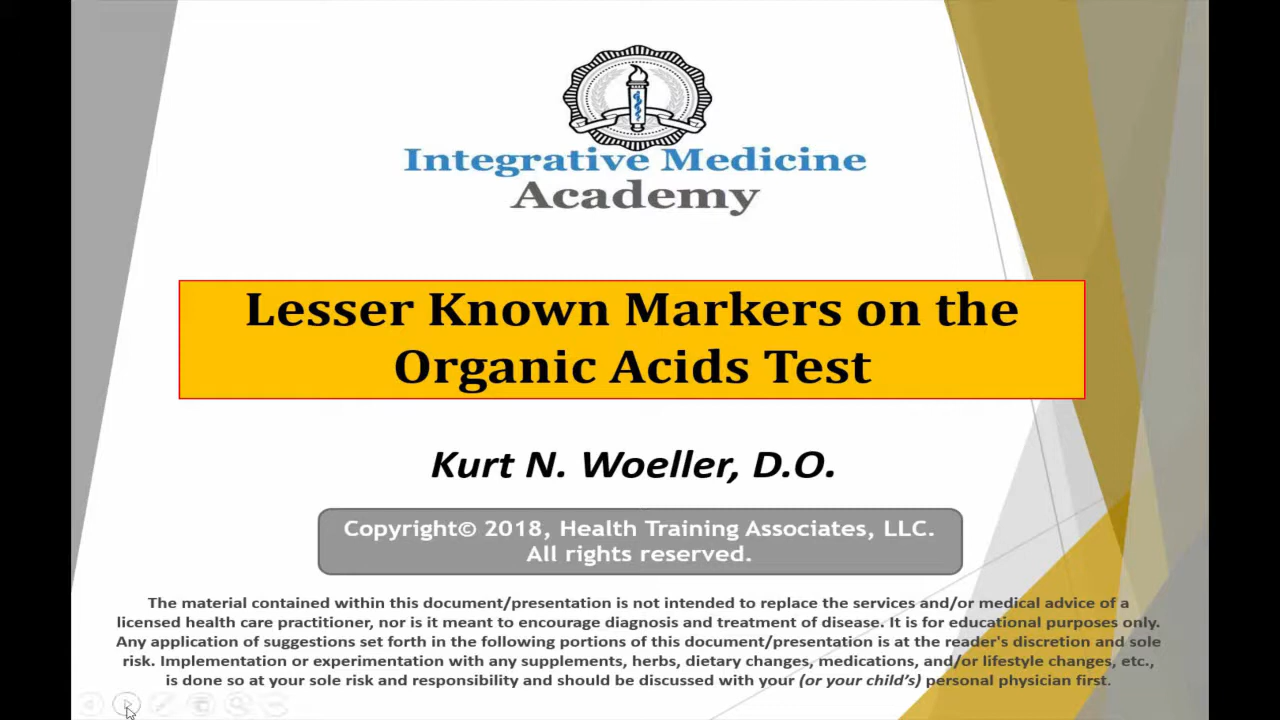 Integrative Medicine
Academy
Lesser Known Markers on the
Organic Acids Test
Kurt N. Woeller, D.O.
Copyright© 2018, Health Training Associates, LLC.
All rights reserved.
The material contained within this document/presentation is not intended to replace the services and/or medical advice of a
licensed health care practitioner, nor is it meant to encourage diagnosis and treatment of disease. It is for educational purposes only.
Any application of suggestions set forth in the following portions of this document/presentation is at the reader's discretion and sole
risk. Implementation or experimentation with any supplements, herbs, dietary changes, medications, and/or lifestyle changes, etc.,
is done so at your sole risk and responsibility and should be discussed with your (or your child’s) personal physician first.